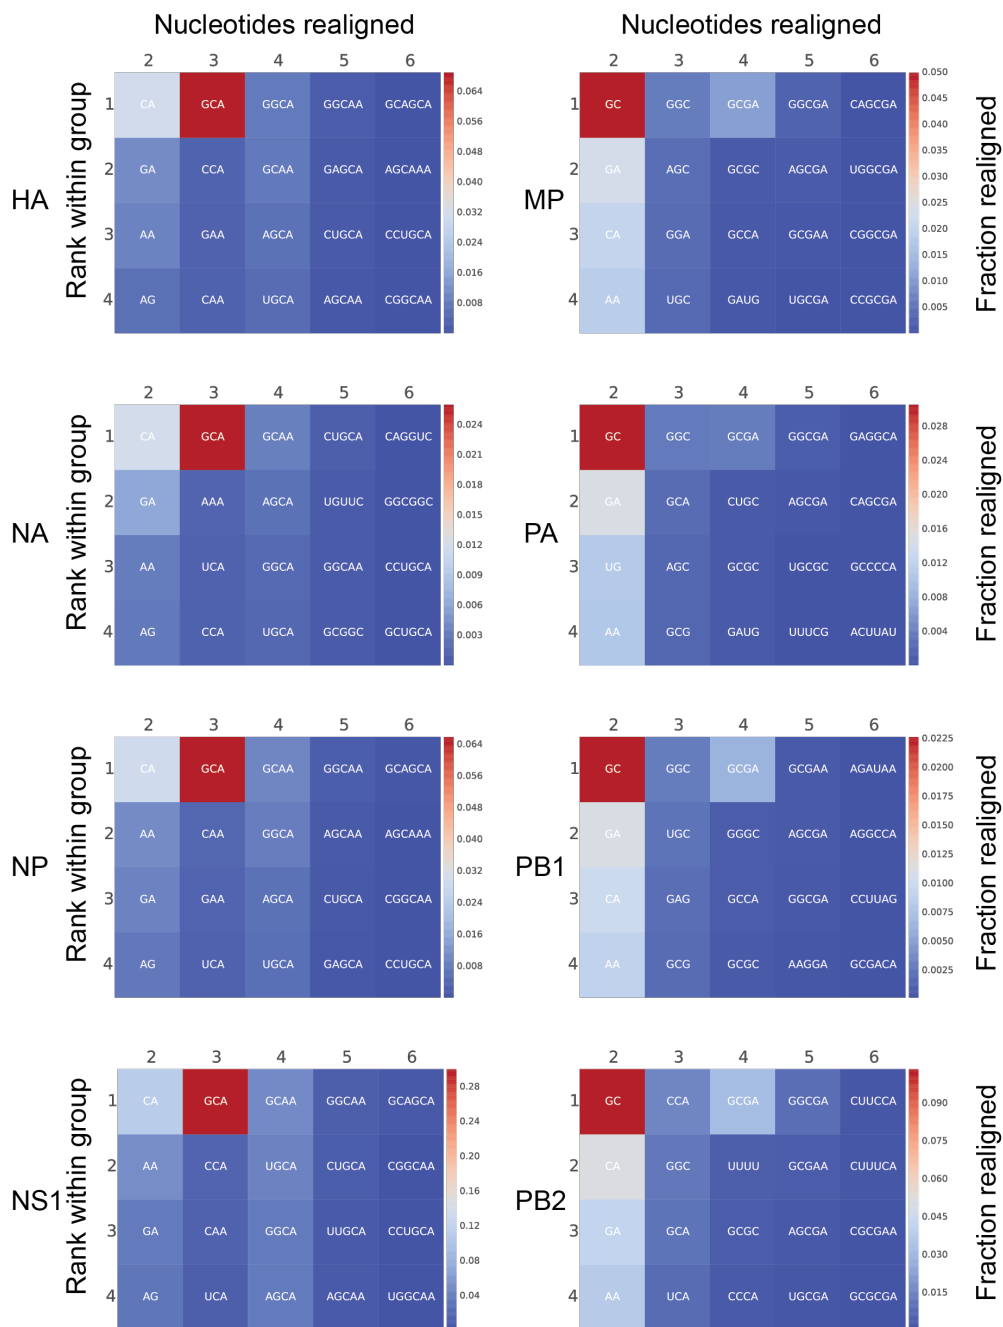 Nucleotides realigned
Nucleotides realigned
HA
Rank within group
2 3 4 5 6
1 CA GCA GGCA GGCAA GCAGCA
2 GA CCA GCAA GAGCA AGCAAA
3 AA GAA AGCA CUGCA CCUGCA
4 AG CAA UGCA AGCAA CGGCAA
0.064
0.056
0.048
0.040
0.032
0.024
0.016
0.008
MP
2 3 4 5 6
1 GC GGC GCGA GGCGA CAGCGA
2 GA AGC GCGC AGCGA UGGCGA
3 CA GGA GCCA GCGAA CGGCGA
4 AA UGC GAUG UGCGA CCGCGA
0.050
0.045
0.040
0.035
0.030
0.025
0.020
0.015
0.010
0.005
Fraction realigned
NA
Rank within group
2 3 4 5 6
1 CA GCA GCAA CUGCA CAGGUC
2 GA AAA AGCA UGUUC GGCGGC
3 AA UCA GGCA GGCAA CCUGCA
4 AG CCA UGCA GCGGC GCUGCA
0.024
0.021
0.018
0.015
0.012
0.009
0.006
0.003
PA
2 3 4 5 6
1 GC GGC GCGA GGCGA GAGGCA
2 GA GCA CUGC AGCGA CAGCGA
3 UG AGC GCGC UGCGC GCCCCA
4 AA GCG GAUG UUUCG ACUUAU
0.028
0.024
0.020
0.016
0.012
0.008
0.004
Fraction realigned
NP
Rank within group
2 3 4 5 6
1 CA GCA GCAA GGCAA GCAGCA
2 AA CAA GGCA AGCAA AGCAAA
3 GA GAA AGCA CUGCA CGGCAA
4 AG UCA UGCA GAGCA CCUGCA
0.064
0.056
0.048
0.040
0.032
0.024
0.016
0.008
PB1
2 3 4 5 6
1 GC GGC GCGA GCGAA AGAUAA
2 GA UGC GGGC AGCGA AGGCCA
3 CA GAG GCCA GGCGA CCUUAG
4 AA GCG GCGC AAGGA GCGACA
0.0225
0.0200
0.0175
0.0150
0.0125
0.0100
0.0075
0.0050
0.0025
Fraction realigned
NS1
Rank within group
2 3 4 5 6
1 CA GCA GCAA GGCAA GCAGCA
2 AA CCA UGCA CUGCA CGGCAA
3 GA CAA GGCA UUGCA CCUGCA
4 AG UCA AGCA AGCAA UGGCAA
0.28
0.24
0.20
0.16
0.12
0.08
0.04
PB2
2 3 4 5 6
1 GC CCA GCGA GGCGA CUUCCA
2 CA GGC UUUU GCGAA CUUUCA
3 GA GCA GCGC AGCGA CGCGAA
4 AA UCA CCCA UGCGA GCGCGA
0.090
0.075
0.060
0.045
0.030
0.015
Fraction realigned